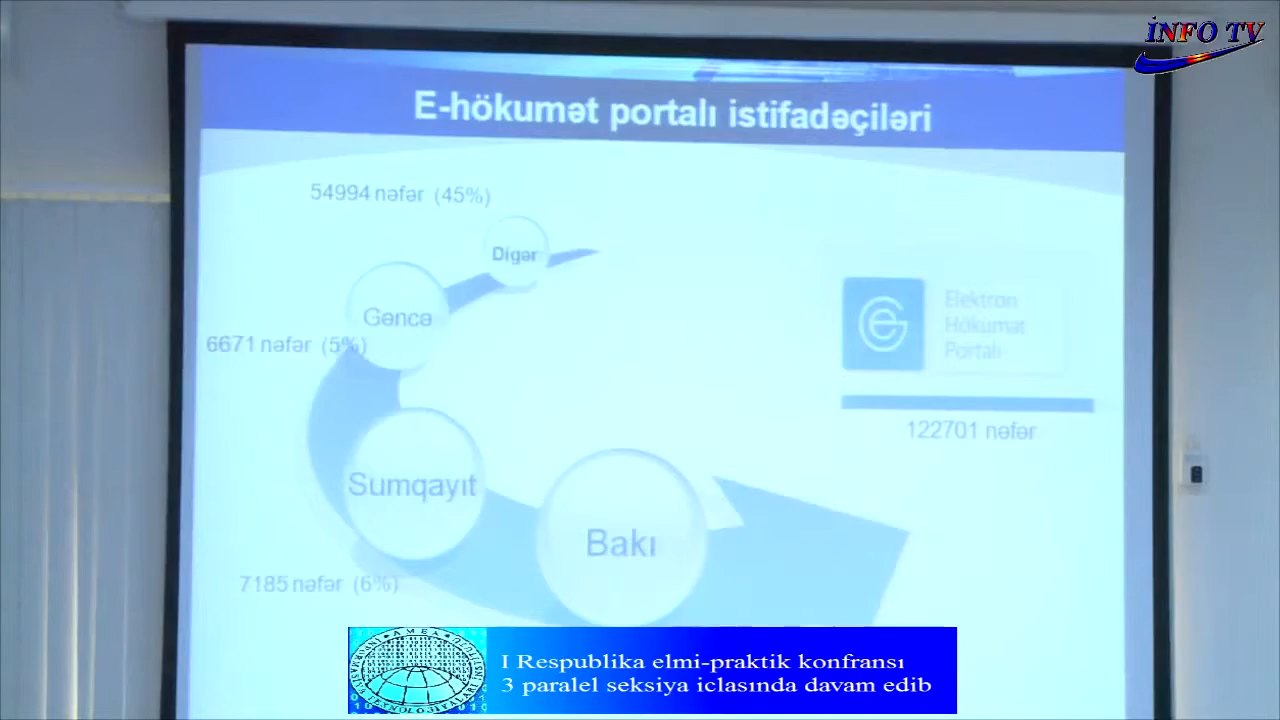 İNFO TV
E-hökumət portalı istifadəçiləri
54994 nəfər (45%)
Digər
Gəncə
6671 nəfər (5%)
Elektron
Hökumət
Portalı
122701 nəfər
Sumqayıt
Bakı
7185 nəfər (6%)
AMEA
I Respublika elmi-praktik konfransı
3 paralel seksiya iclasında davam edib